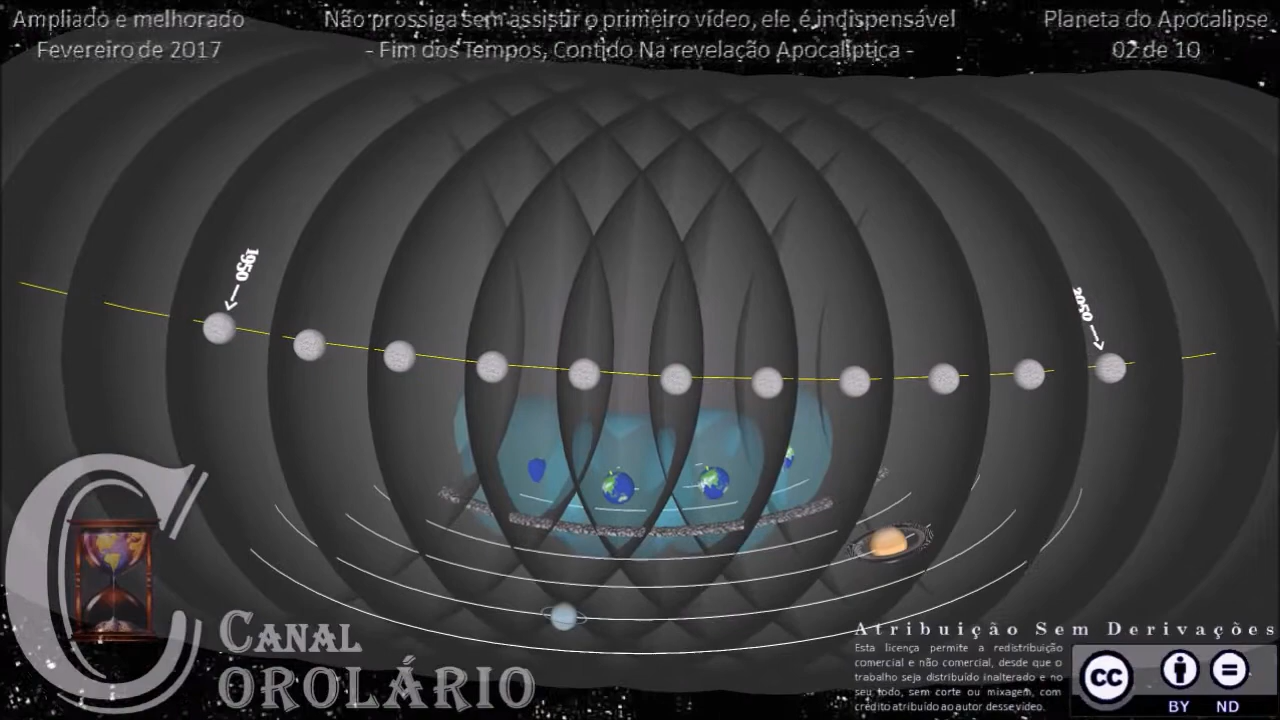 Ampliado e melhorado
Fevereiro de 2017
Não prossiga sem assistir o primeiro vídeo, ele é indispensável
- Fim dos Tempos, Contido Na revelação Apocalíptica -
Planeta do Apocalipse
02 de 10
1950
2050
CANAL
COROLÁRIO
Atribuição Sem Derivações
Esta licença permite a redistribuição
comercial e não comercial, desde que o
trabalho seja distribuído inalterado e no
seu todo, sem corte ou mixagem, com
crédito atribuído ao autor desse vídeo.
CC
BY ND